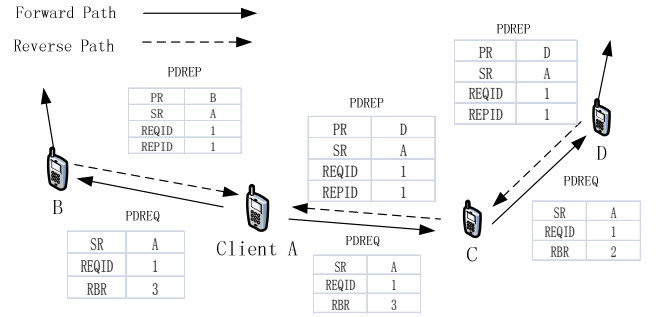 Forward Path
Reverse Path
PDREP
PR B
SR A
REQID 1
REPID 1
PDREP
PR D
SR A
REQID 1
REPID 1
PDREP
PR D
SR A
REQID 1
REPID 1
B
Client A
C
D
PDREQ
SR A
REQID 1
RBR 3
PDREQ
SR A
REQID 1
RBR 3
PDREQ
SR A
REQID 1
RBR 2